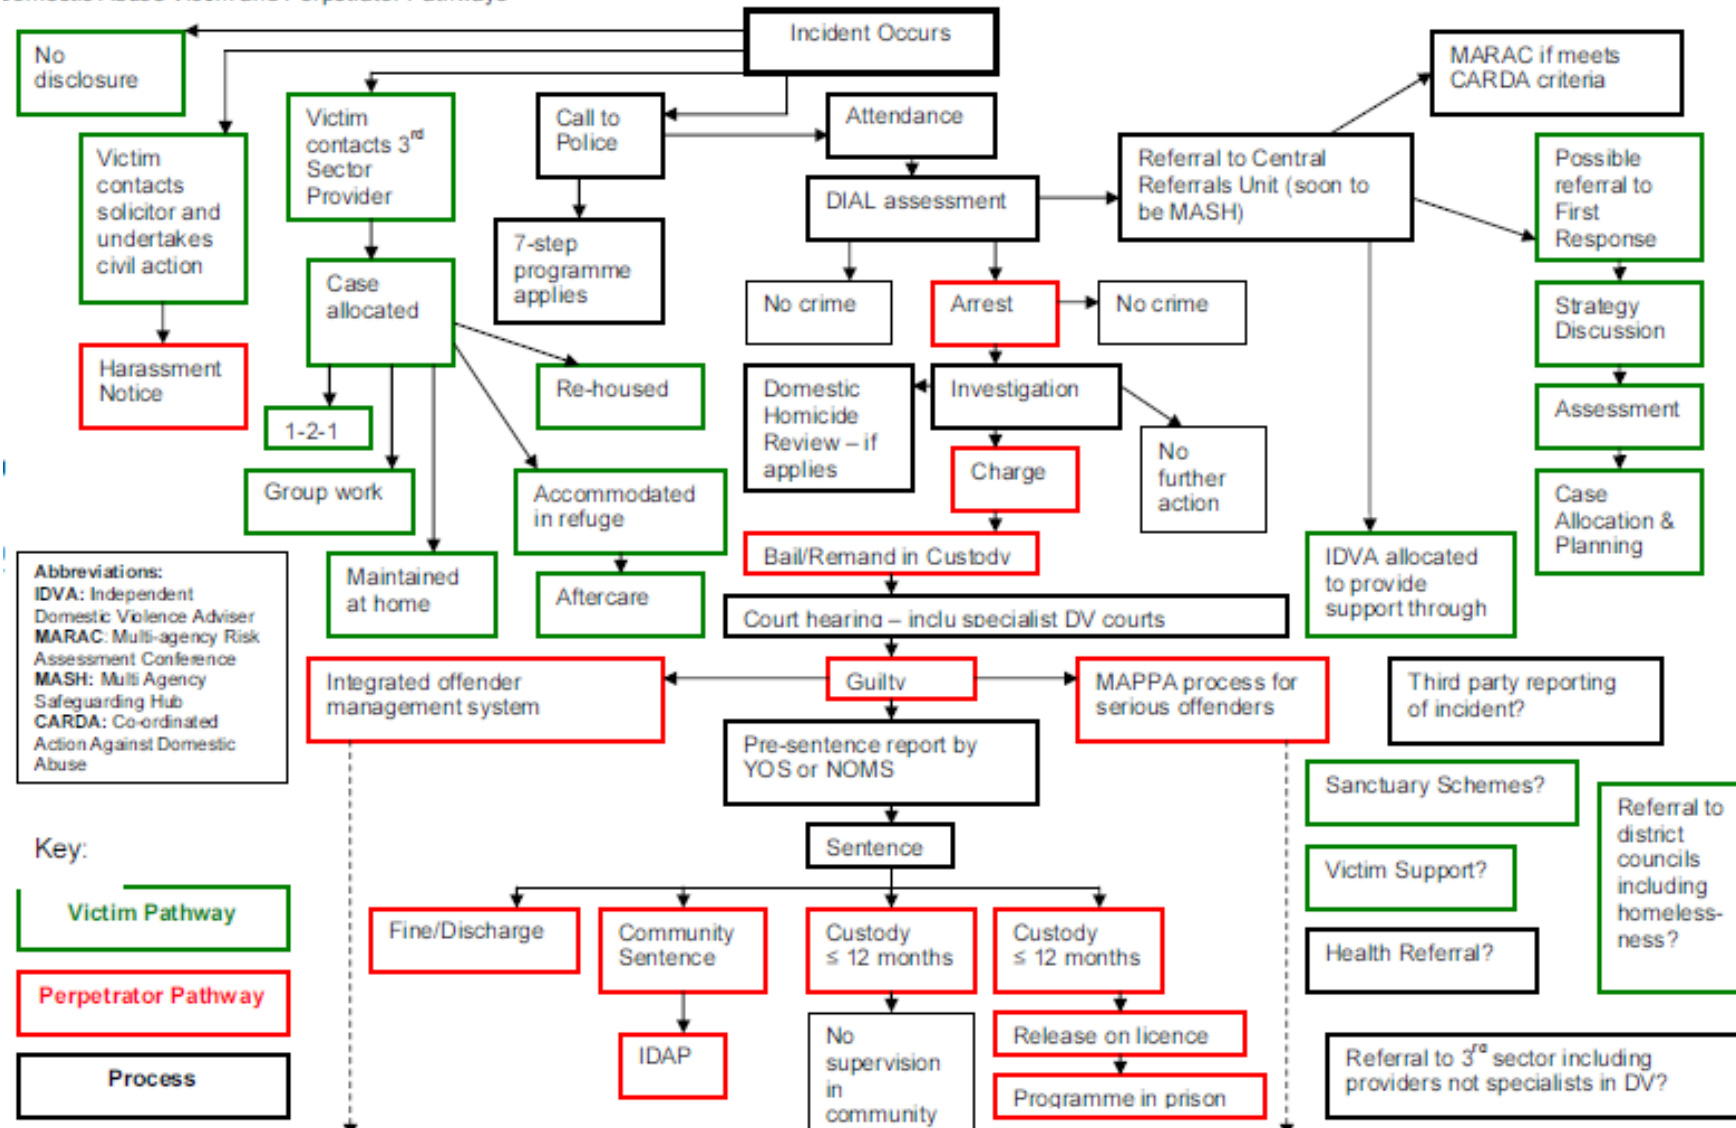 Domestic Abuse Victim and Perpetrator Pathways
Incident Occurs
No
disclosure
MARAC if meets
CARDA criteria
Victim
contacts 3rd
Sector
Provider
Call to
Police
Attendance
Victim
contacts
solicitor and
undertakes
civil action
Referral to Central
Referrals Unit (soon to
be MASH)
Possible
referral to
First
Response
DIAL assessment
7-step
programme
applies
Case
allocated
No crime
Arrest
No crime
Strategy
Discussion
Harassment
Notice
Re-housed
Domestic
Homicide
Review – if
applies
Investigation
Assessment
1-2-1
No
further
action
Charge
Group work
Accommodated
in refuge
Case
Allocation &
Planning
Bail/Remand in Custody
IDVA allocated
to provide
support through
Maintained
at home
Aftercare
Court hearing – inclu specialist DV courts
Abbreviations:
IDVA: Independent
Domestic Violence Adviser
MARAC: Multi-agency Risk
Assessment Conference
MASH: Multi Agency
Safeguarding Hub
CARDA: Co-ordinated
Action Against Domestic
Abuse
Integrated offender
management system
Guilty
MAPPA process for
serious offenders
Third party reporting
of incident?
Pre-sentence report by
YOS or NOMS
Sanctuary Schemes?
Referral to
district
councils
including
homeless-
ness?
Sentence
Victim Support?
Key:
Victim Pathway
Perpetrator Pathway
Process
Fine/Discharge
Community
Sentence
Custody
≤ 12 months
Custody
≤ 12 months
Health Referral?
IDAP
No
supervision
in
community
Release on licence
Programme in prison
Referral to 3rd sector including
providers not specialists in DV?